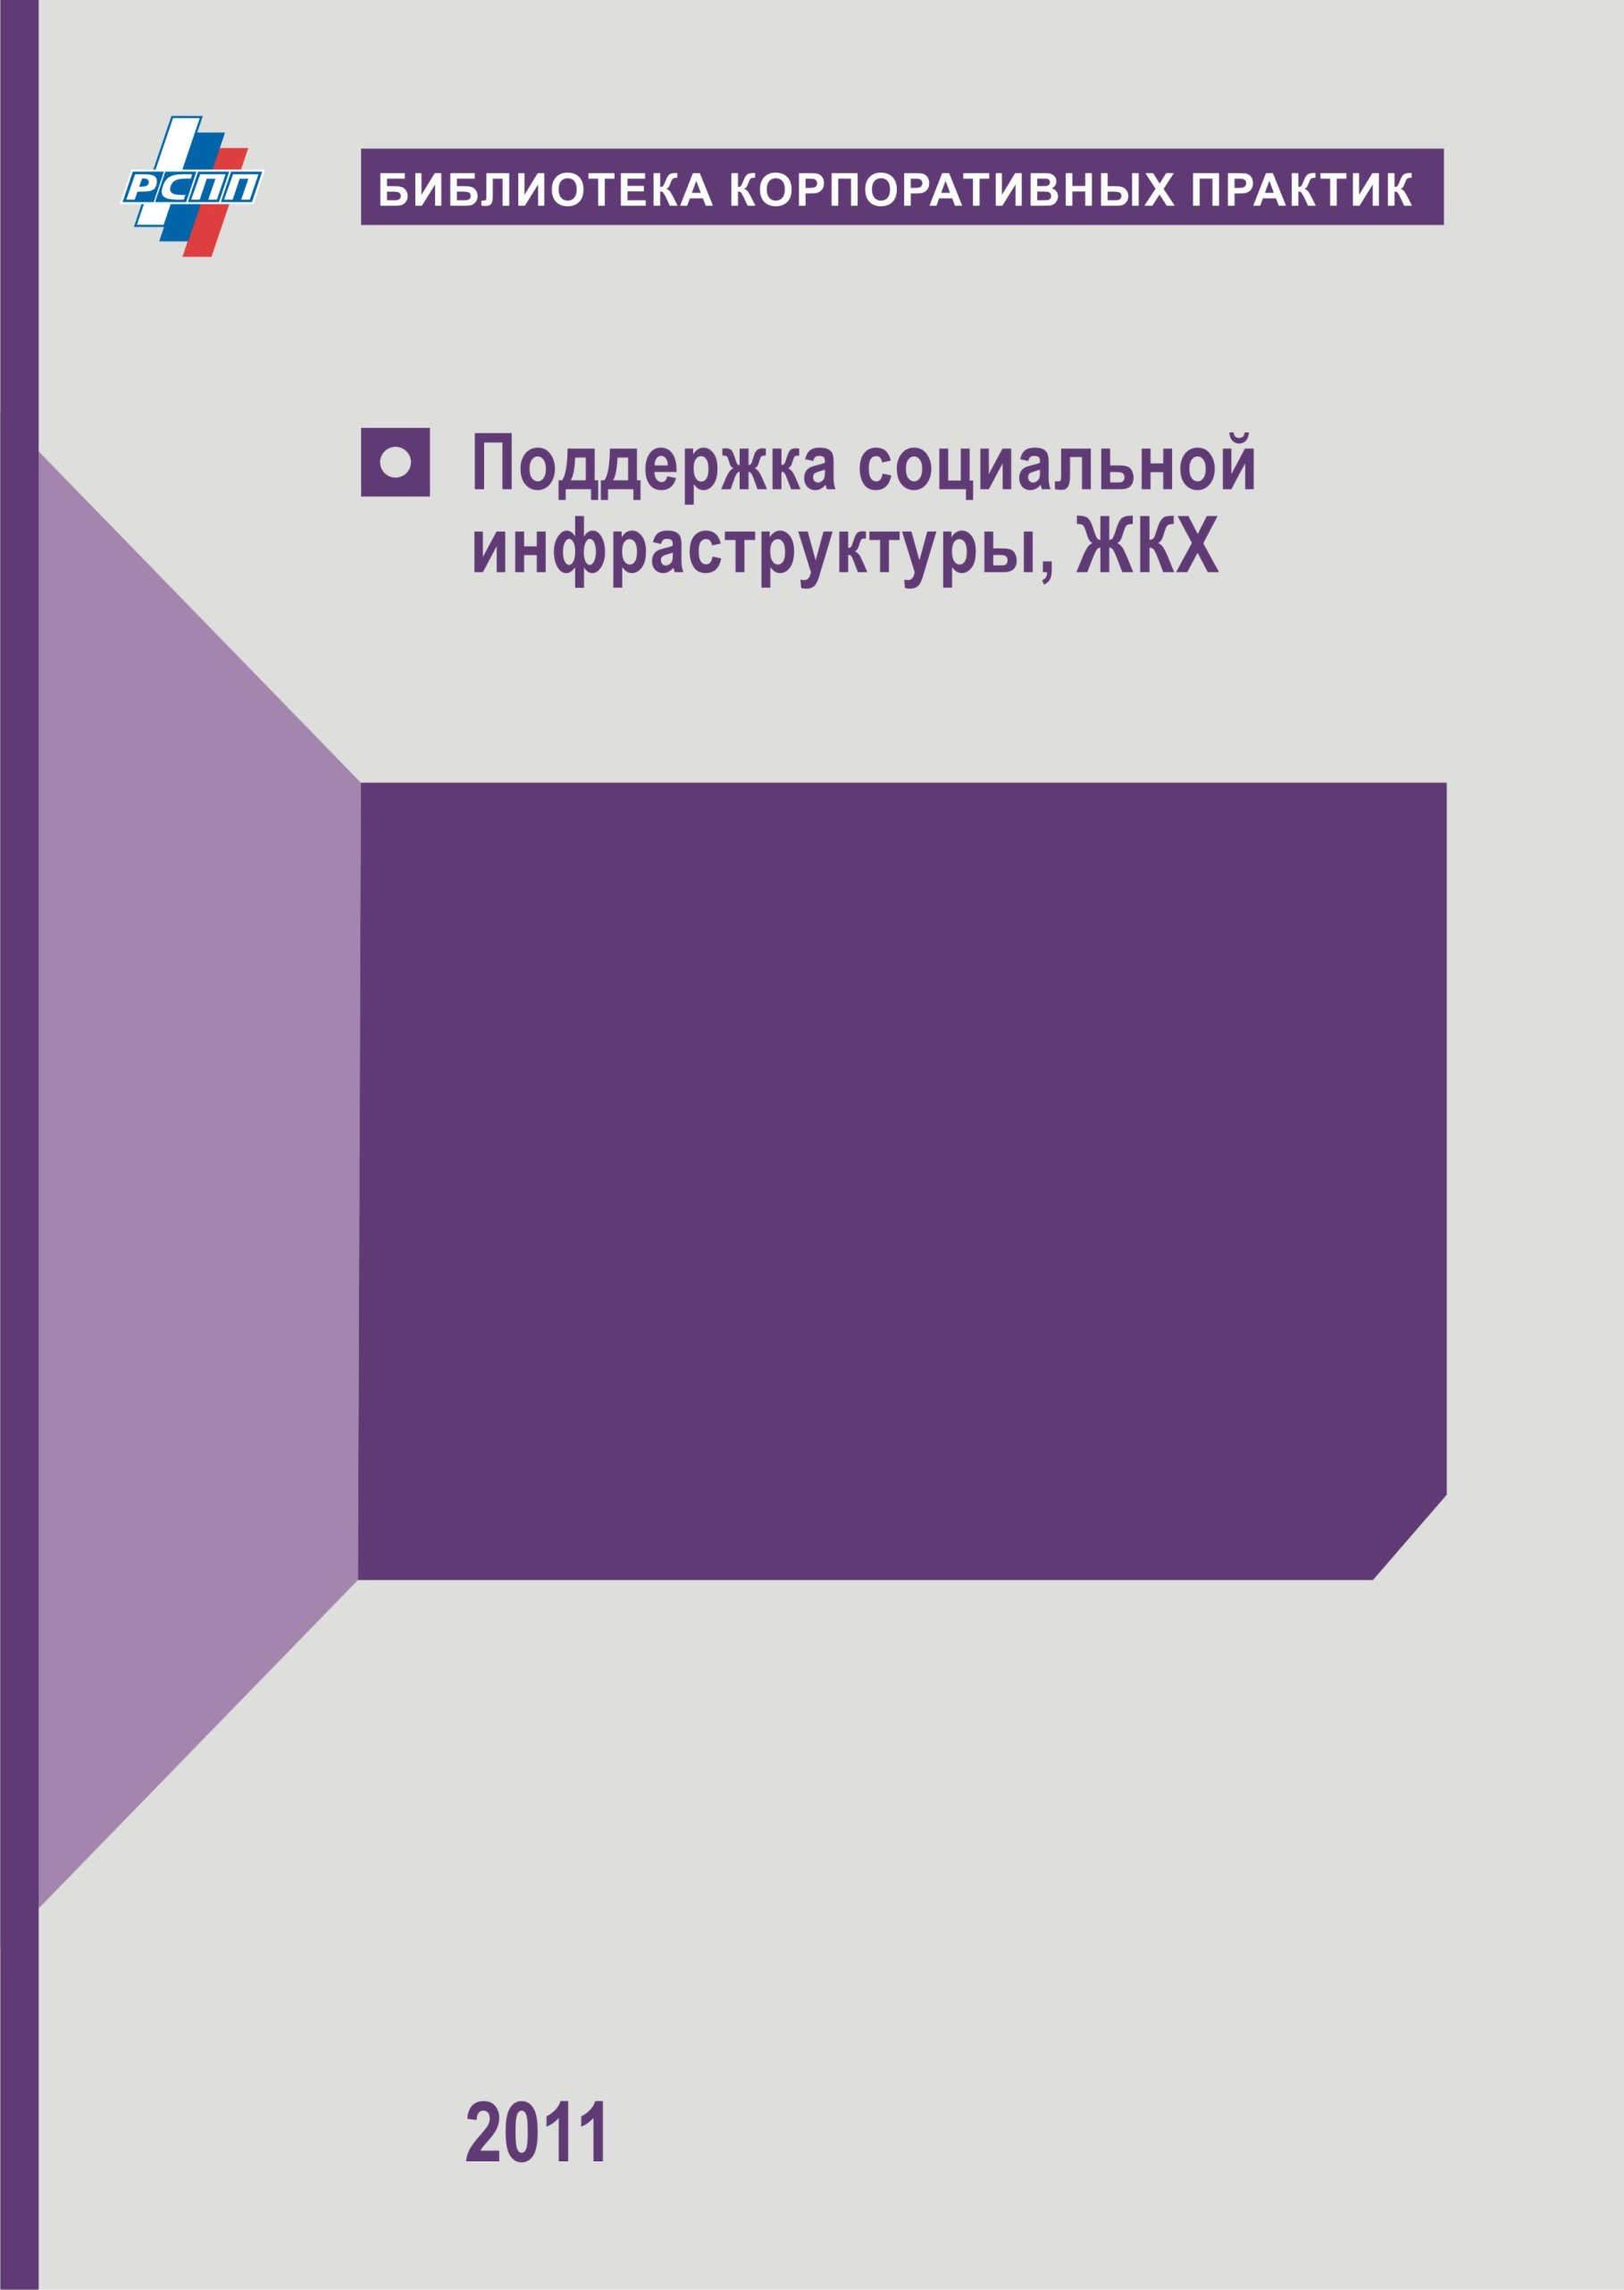 РСПП
БИБЛИОТЕКА КОРПОРАТИВНЫХ ПРАКТИК
Поддержка социальной
инфраструктуры, ЖКХ
2011